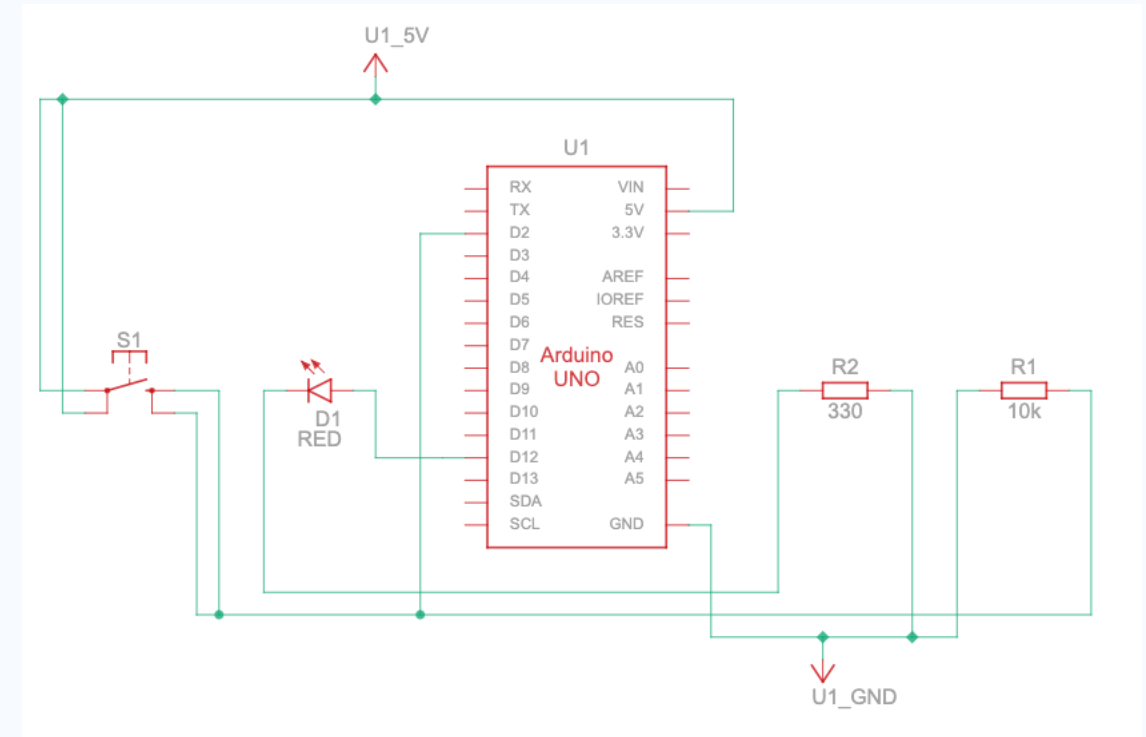 U1_5V
U1
RX VIN
TX 5V
D2 3.3V
D3
D4 AREF
D5 IOREF
D6 RES
D7
D8 A0
D9 A1
D10 A2
D11 A3
D12 A4
D13 A5
SDA
SCL GND
Arduino
UNO
S1
D1
RED
R2
330
R1
10k
U1_GND